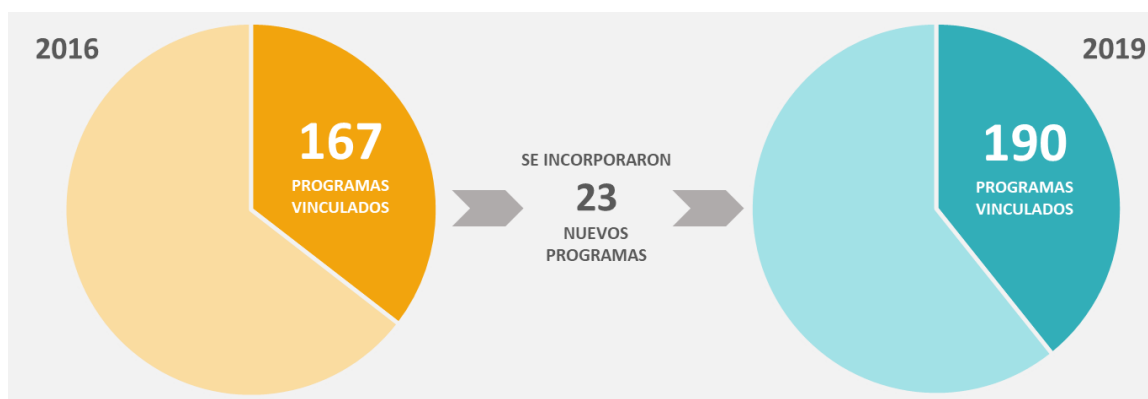 2016
167
PROGRAMAS
VINCULADOS
SE INCORPORARON
23
NUEVOS
PROGRAMAS
2019
190
PROGRAMAS
VINCULADOS